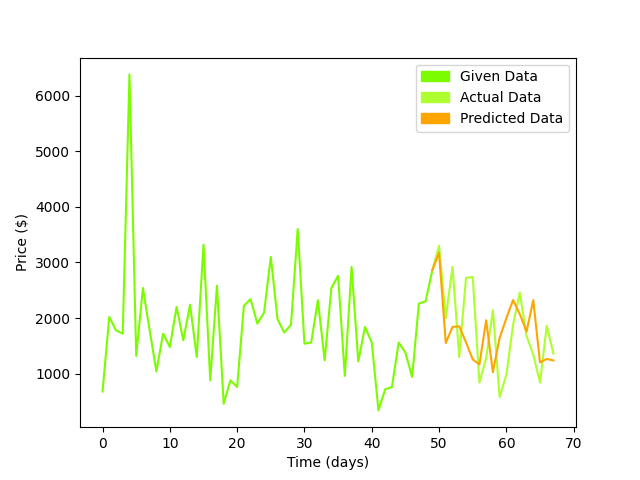 Given Data
Actual Data
Predicted Data
6000
5000
4000
3000
2000
1000
Price ($)
0 10 20 30 40 50 60 70
Time (days)